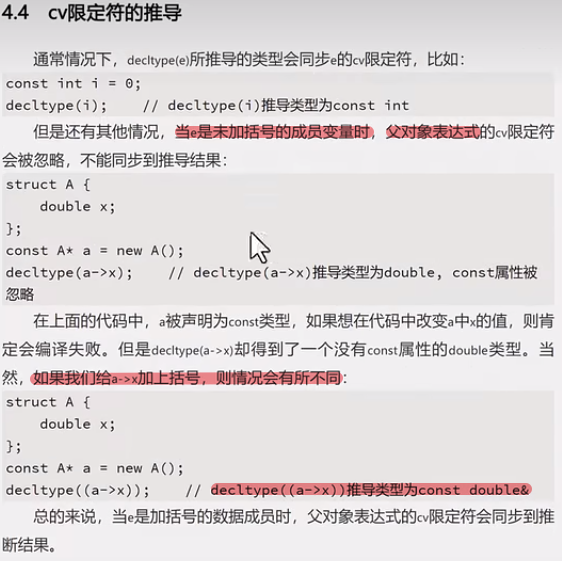 4.4 cv限定符的推导
通常情况下，decltype(e)所推导的类型会同步e的cv限定符，比如：
const int i = 0;
decltype(i);    // decltype(i)推导类型为const int
但是还有其他情况，当e是未加括号的成员变量时，父对象表达式的cv限定符
会被忽略，不能同步到推导结果：
struct A {
    double x;
};
const A* a = new A();
decltype(a->x);    // decltype(a->x)推导类型为double, const属性被
忽略
在上面的代码中，a被声明为const类型，如果想在代码中改变a中x的值，则肯
定会编译失败。但是decltype(a->x)却得到了一个没有const属性的double类型。当
然，如果我们给a->x加上括号，则情况会有所不同：
struct A {
    double x;
};
const A* a = new A();
decltype((a->x));    // decltype((a->x))推导类型为const double&
总的来说，当e是加括号的数据成员时，父对象表达式的cv限定符会同步到推
断结果。